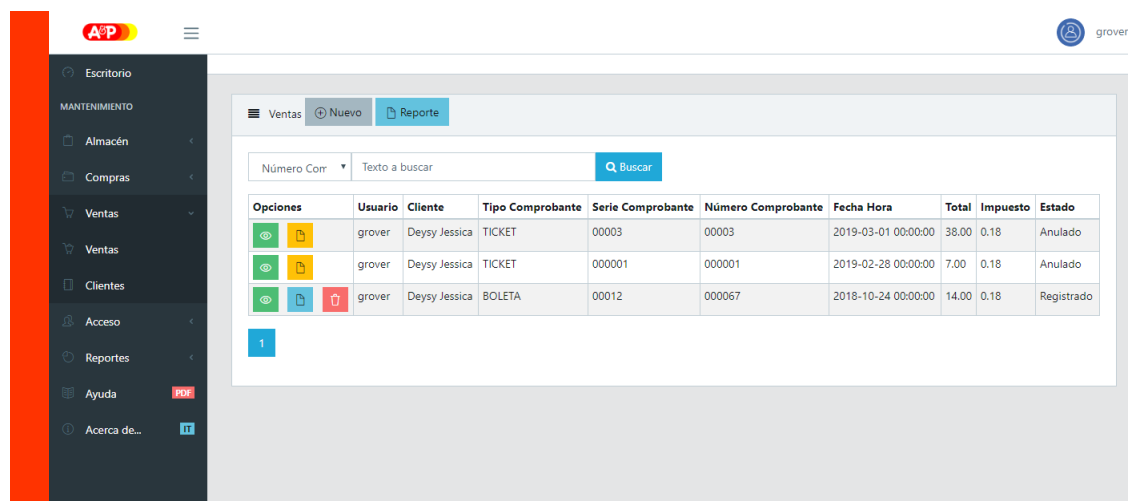 A&P
grover
Escritorio
MANTENIMIENTO
Almacén
Compras
Ventas
Ventas
Clientes
Acceso
Reportes
Ayuda PDF
Acerca de... IT
Ventas Nuevo Reporte
Número Com Texto a buscar Buscar
Opciones Usuario Cliente Tipo Comprobante Serie Comprobante Número Comprobante Fecha Hora Total Impuesto Estado
grover Deysy Jessica TICKET 00003 00003 2019-03-01 00:00:00 38.00 0.18 Anulado
grover Deysy Jessica TICKET 000001 000001 2019-02-28 00:00:00 7.00 0.18 Anulado
grover Deysy Jessica BOLETA 00012 000067 2018-10-24 00:00:00 14.00 0.18 Registrado
1